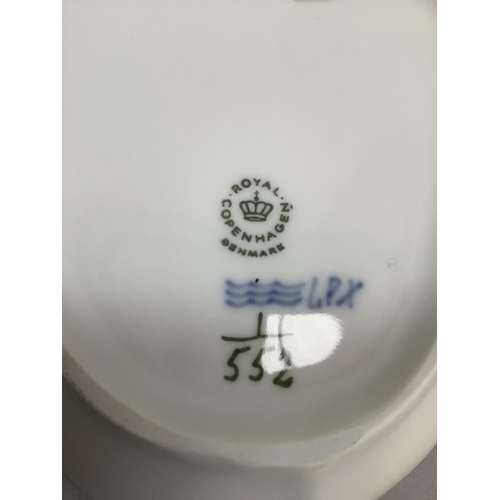 ROYAL
COPENHAGEN
DENMARK
LPX
552